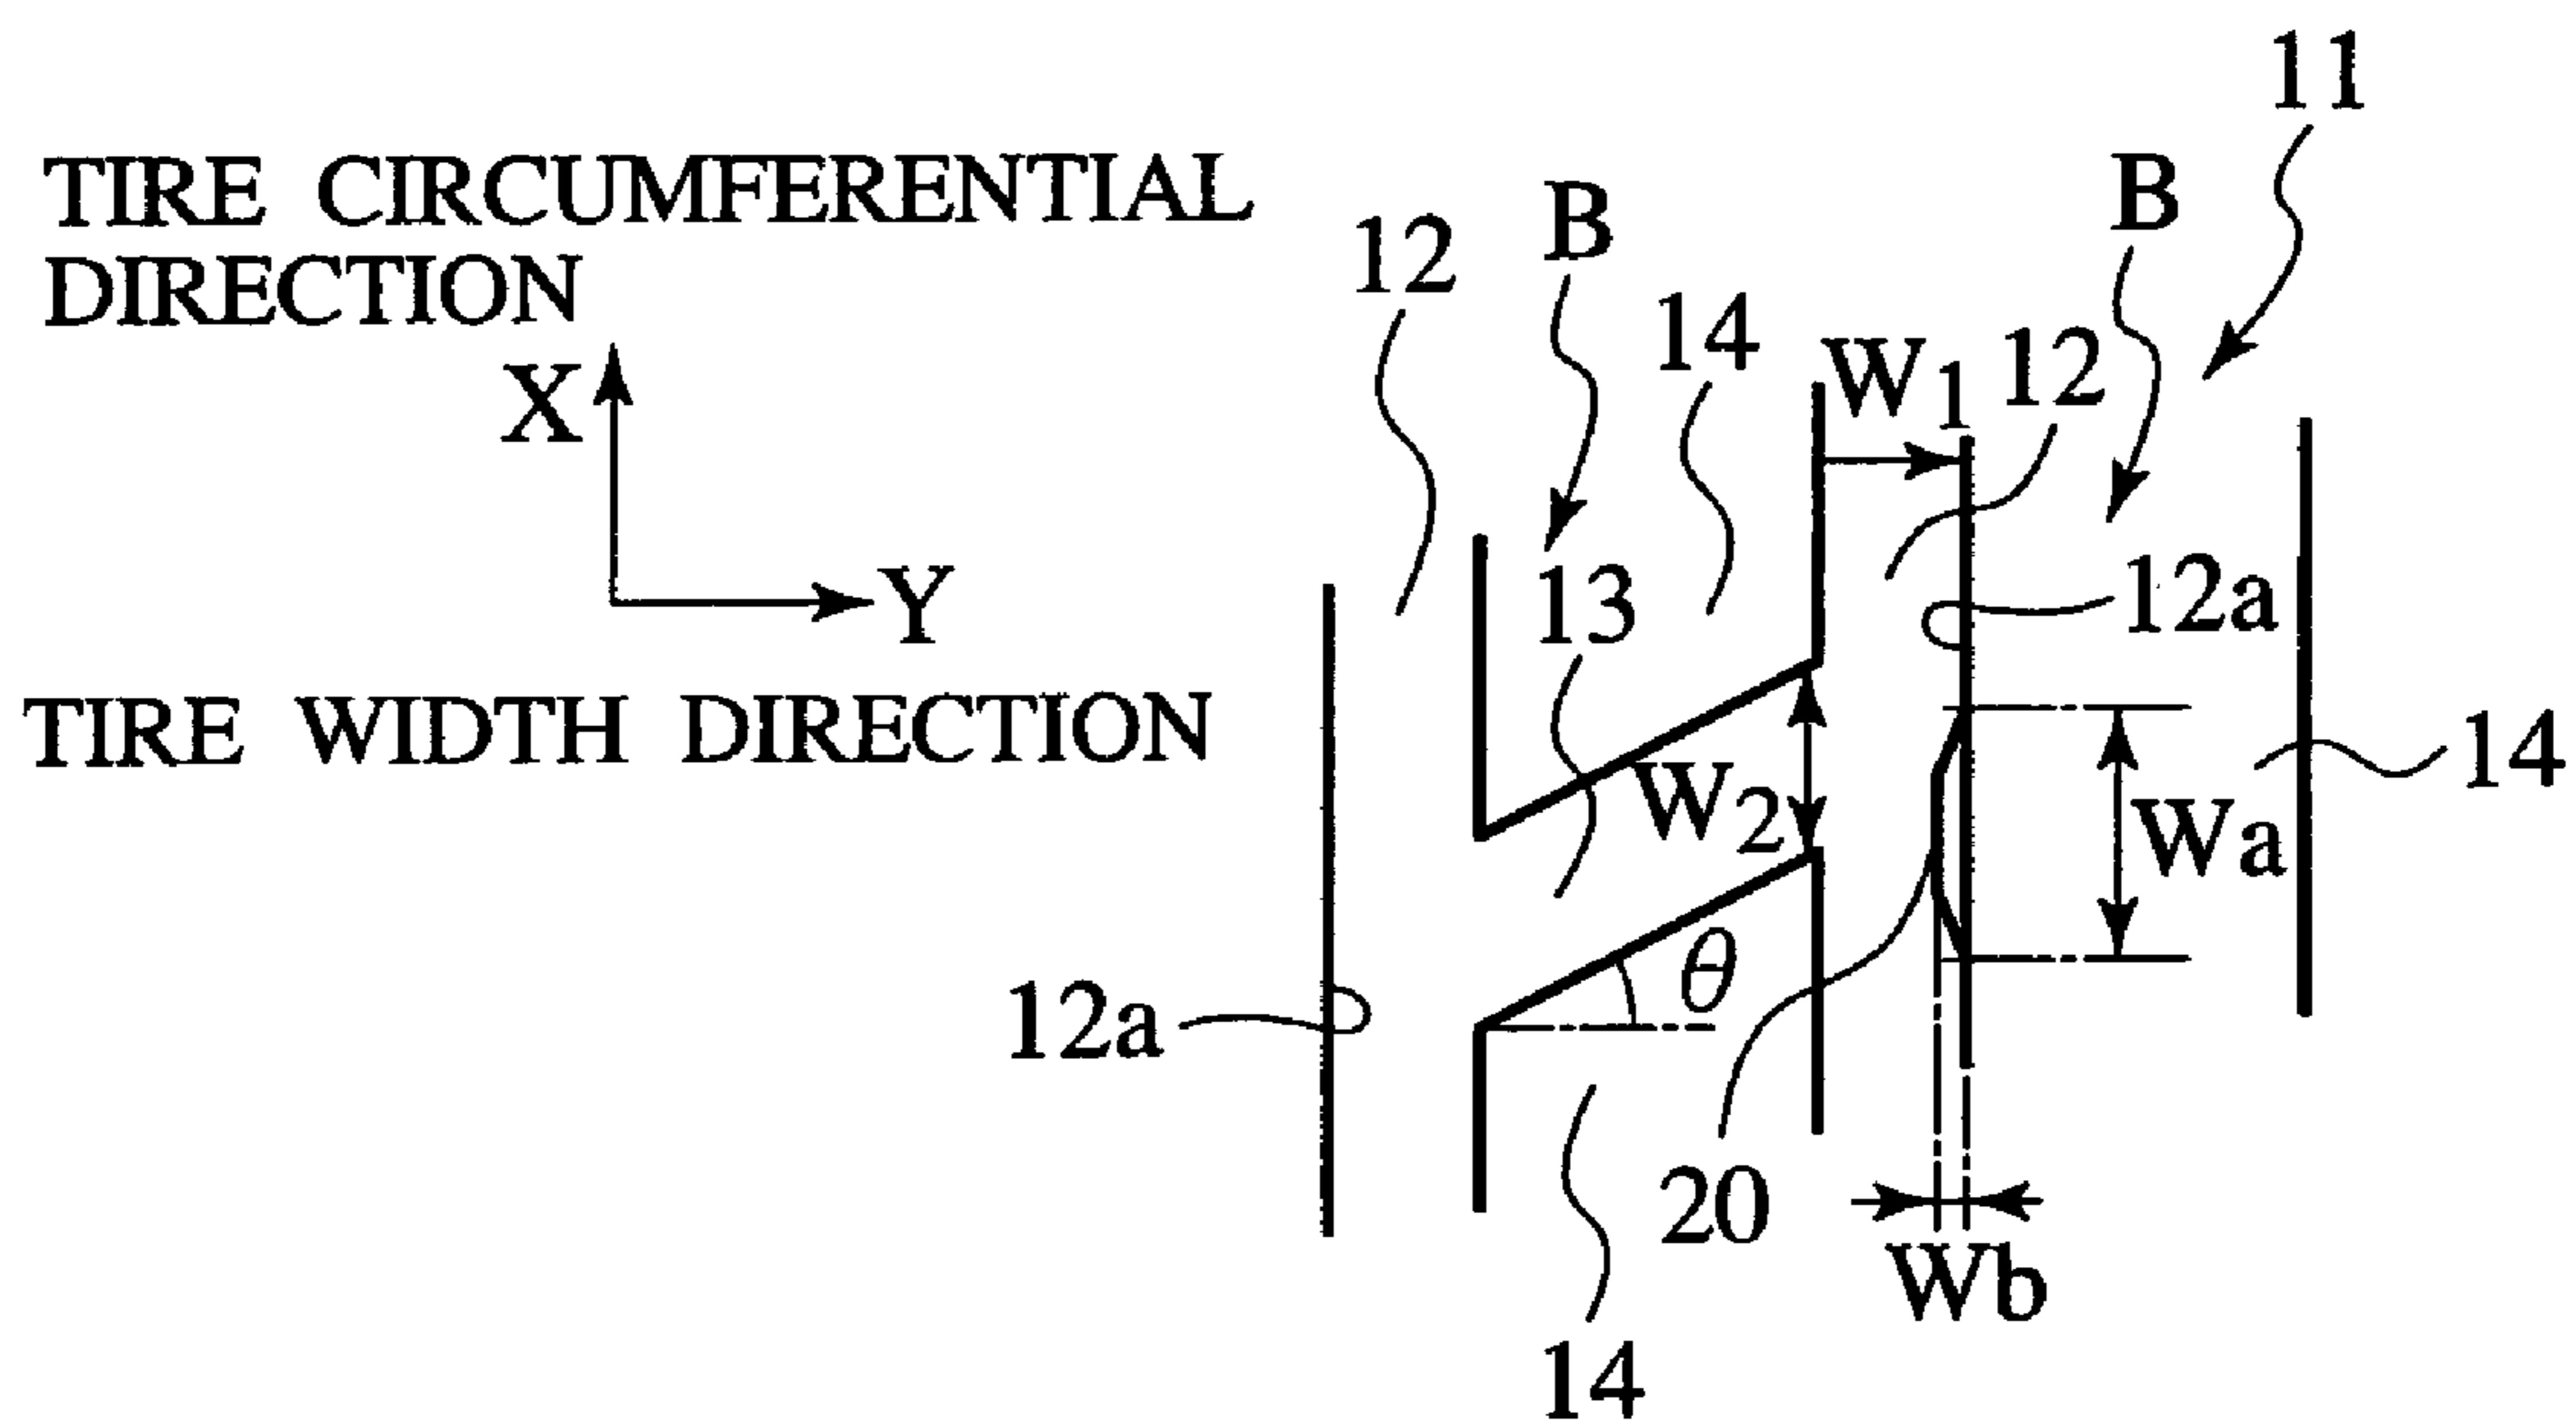 11
TIRE CIRCUMFERENTIAL
DIRECTION
12
B
B
14
W1
12
X
Y
13
12a
TIRE WIDTH DIRECTION
W2
14
Wa
θ
12a
20
Wb
14